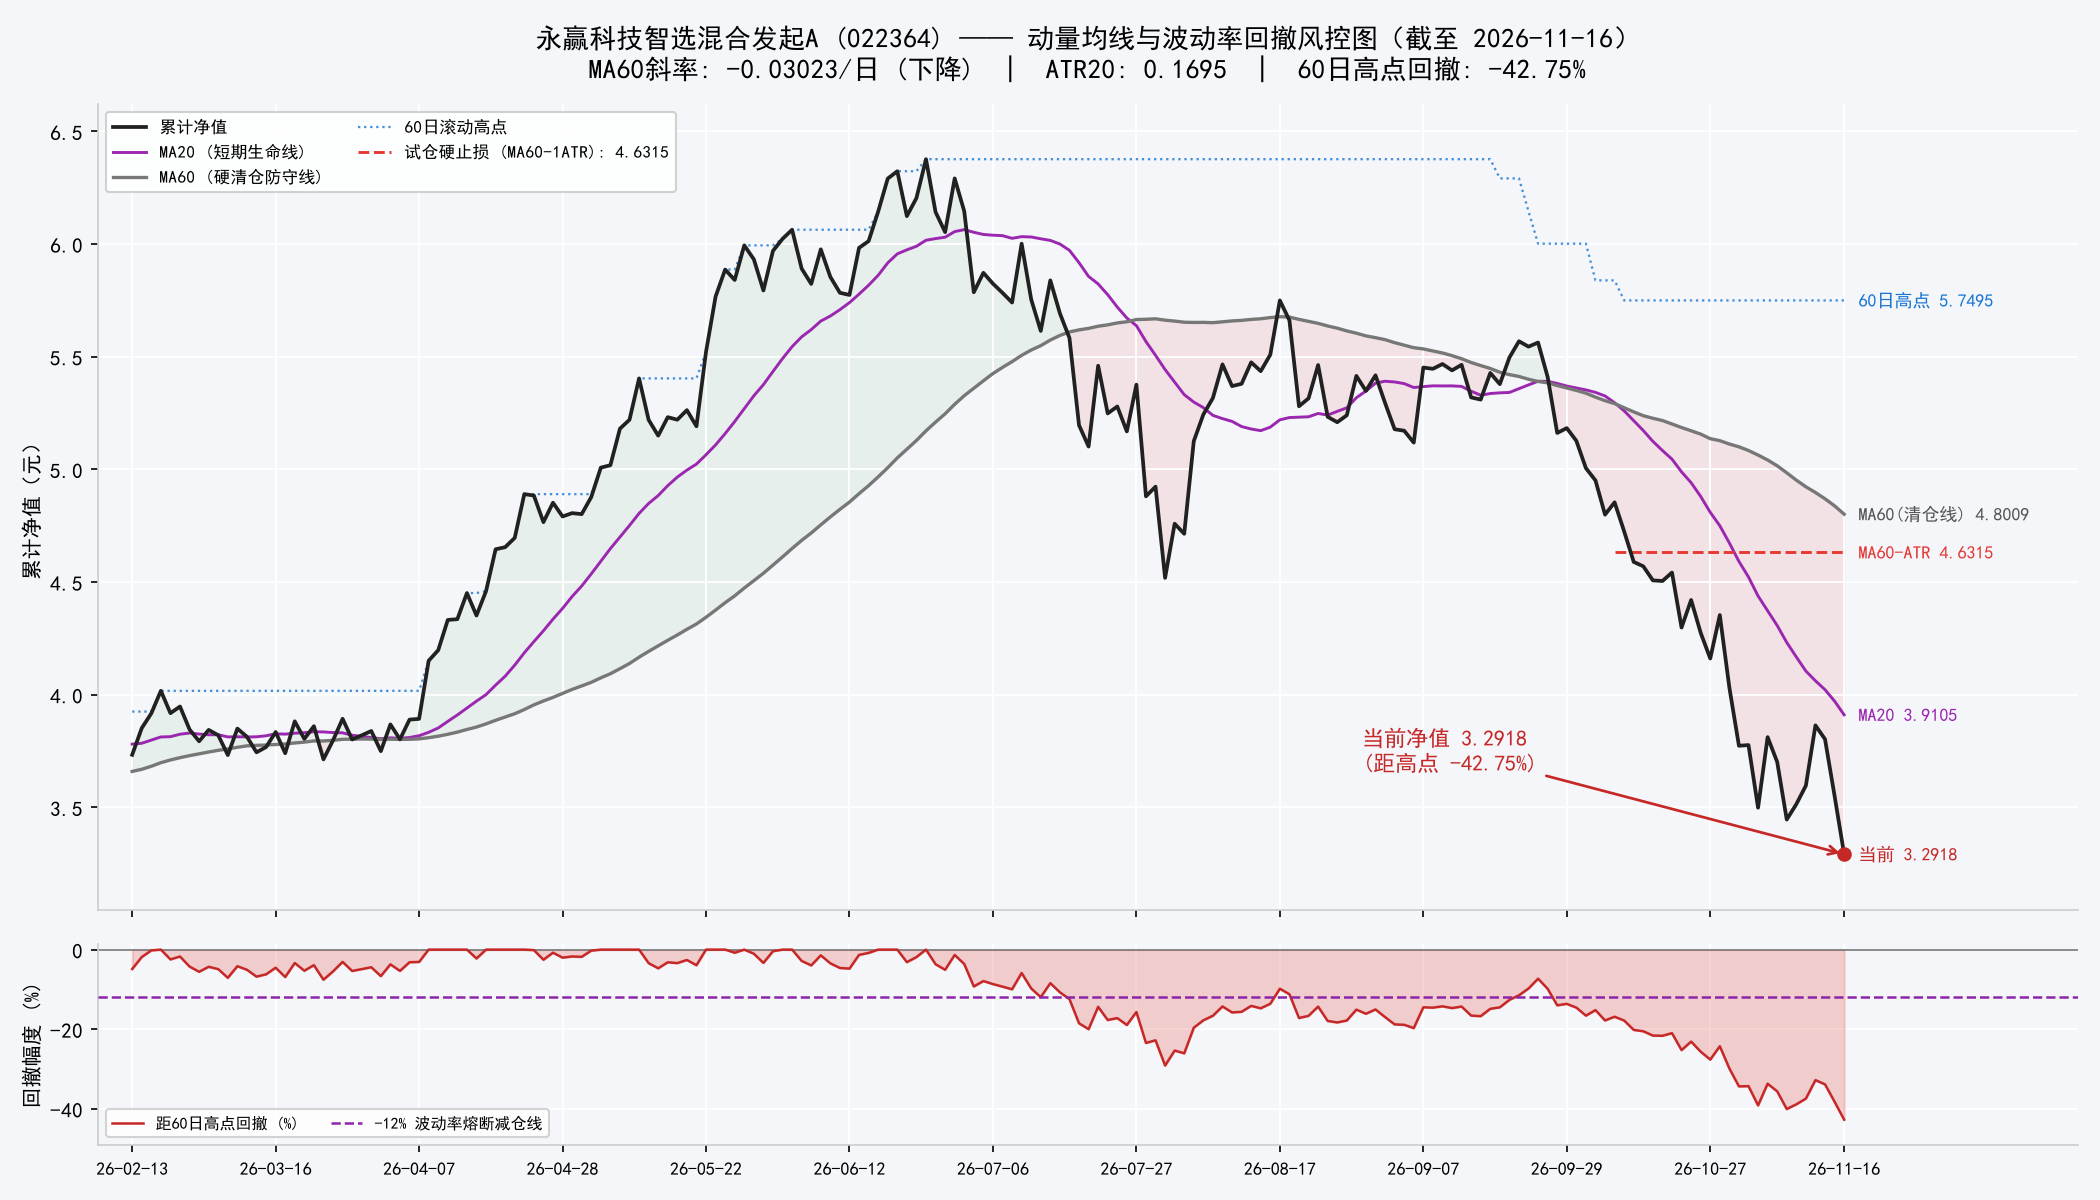 永赢科技智选混合发起A (022364) —— 动量均线与波动率回撤风控图（截至 2026-11-16）
MA60斜率: -0.03023/日 (下降) | ATR20: 0.1695 | 60日高点回撤: -42.75%
累计净值
MA20 (短期生命线)
MA60 (硬清仓防守线)
60日滚动高点
试仓硬止损 (MA60-1ATR): 4.6315
累计净值 (元)
6.5
6.0
5.5
5.0
4.5
4.0
3.5
60日高点 5.7495
MA60(清仓线) 4.8009
MA60-ATR 4.6315
MA20 3.9105
当前净值 3.2918
(距高点 -42.75%)
当前 3.2918
回撤幅度 (%)
0
-20
-40
距60日高点回撤 (%)
-12% 波动率熔断减仓线
26-02-13
26-03-16
26-04-07
26-04-28
26-05-22
26-06-12
26-07-06
26-07-27
26-08-17
26-09-07
26-09-29
26-10-27
26-11-16